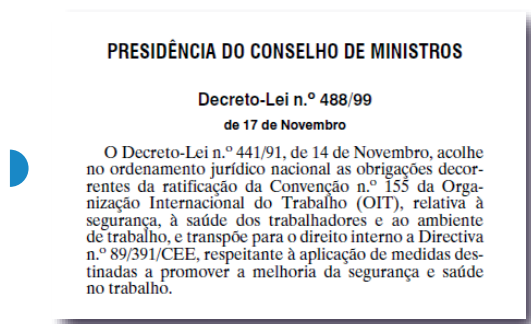 PRESIDÊNCIA DO CONSELHO DE MINISTROS
Decreto-Lei n.º 488/99
de 17 de Novembro
O Decreto-Lei n.º 441/91, de 14 de Novembro, acolhe
no ordenamento jurídico nacional as obrigações decor-
rentes da ratificação da Convenção n.º 155 da Orga-
nização Internacional do Trabalho (OIT), relativa à
segurança, à saúde dos trabalhadores e ao ambiente
de trabalho, e transpõe para o direito interno a Directiva
n.º 89/391/CEE, respeitante à aplicação de medidas des-
tinadas a promover a melhoria da segurança e saúde
no trabalho.